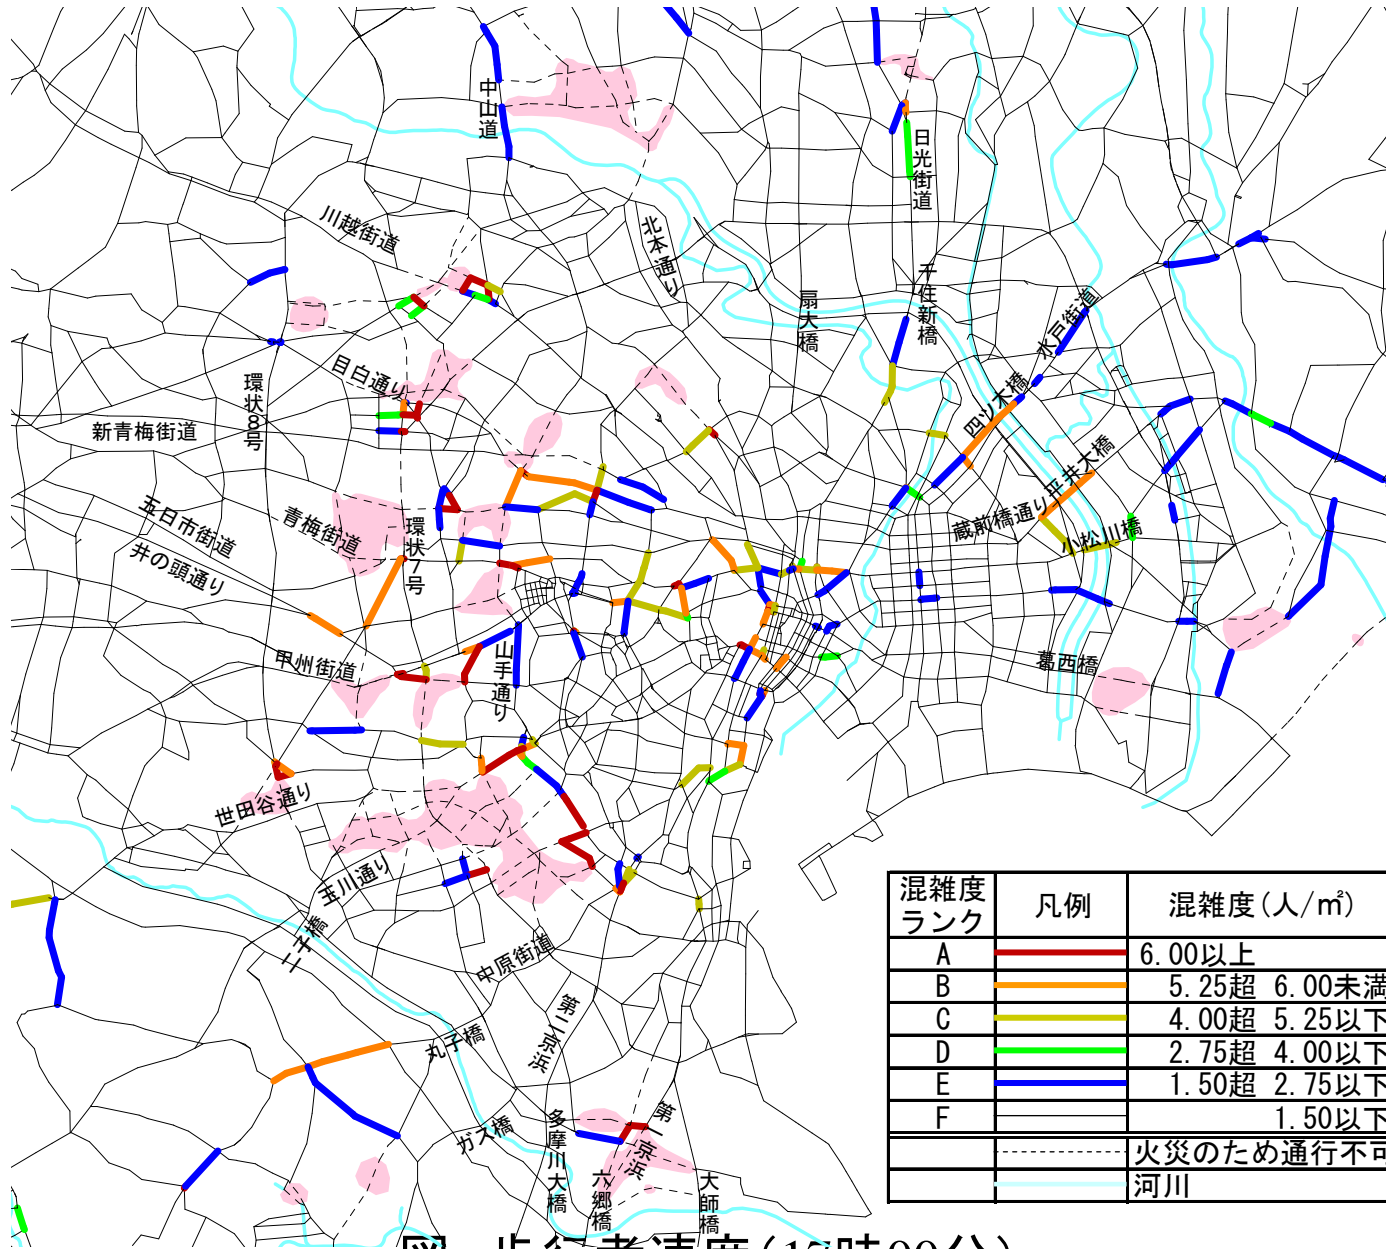 中山道
日光街道
川越街道
北本通り
扇大橋
千住新橋
水戸街道
目白通り
環状8号
新青梅街道
四ツ木橋
平井大橋
五日市街道
青梅街道
環状7号
蔵前橋通り
小松川橋
井の頭通り
甲州街道
山手通り
葛西橋
世田谷通り
玉川通り
二子橋
中原街道
第二京浜
丸子橋
ガス橋
多摩川大橋
第一京浜
六郷橋
大師橋
混雑度ランク 凡例 混雑度(人/㎡)
A 6.00以上
B 5.25超 6.00未満
C 4.00超 5.25以下
D 2.75超 4.00以下
E 1.50超 2.75以下
F 1.50以下
火災のため通行不可
河川